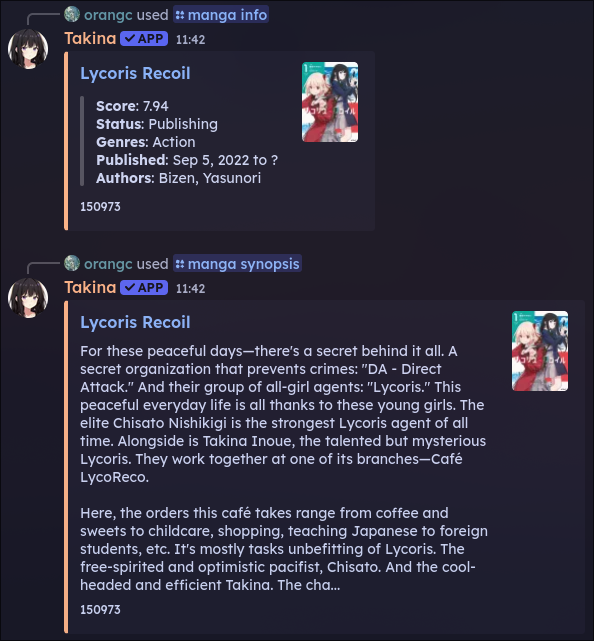 orangc used manga info
Takina ✓ APP 11:42
Lycoris Recoil
Score: 7.94
Status: Publishing
Genres: Action
Published: Sep 5, 2022 to ?
Authors: Bizen, Yasunori
150973
orangc used manga synopsis
Takina ✓ APP 11:42
Lycoris Recoil
For these peaceful days—there's a secret behind it all. A
secret organization that prevents crimes: "DA - Direct
Attack." And their group of all-girl agents: "Lycoris." This
peaceful everyday life is all thanks to these young girls. The
elite Chisato Nishikigi is the strongest Lycoris agent of all
time. Alongside is Takina Inoue, the talented but mysterious
Lycoris. They work together at one of its branches—Café
LycoReco.
Here, the orders this café takes range from coffee and
sweets to childcare, shopping, teaching Japanese to foreign
students, etc. It's mostly tasks unbefitting of Lycoris. The
free-spirited and optimistic pacifist, Chisato. And the cool-
headed and efficient Takina. The cha...
150973